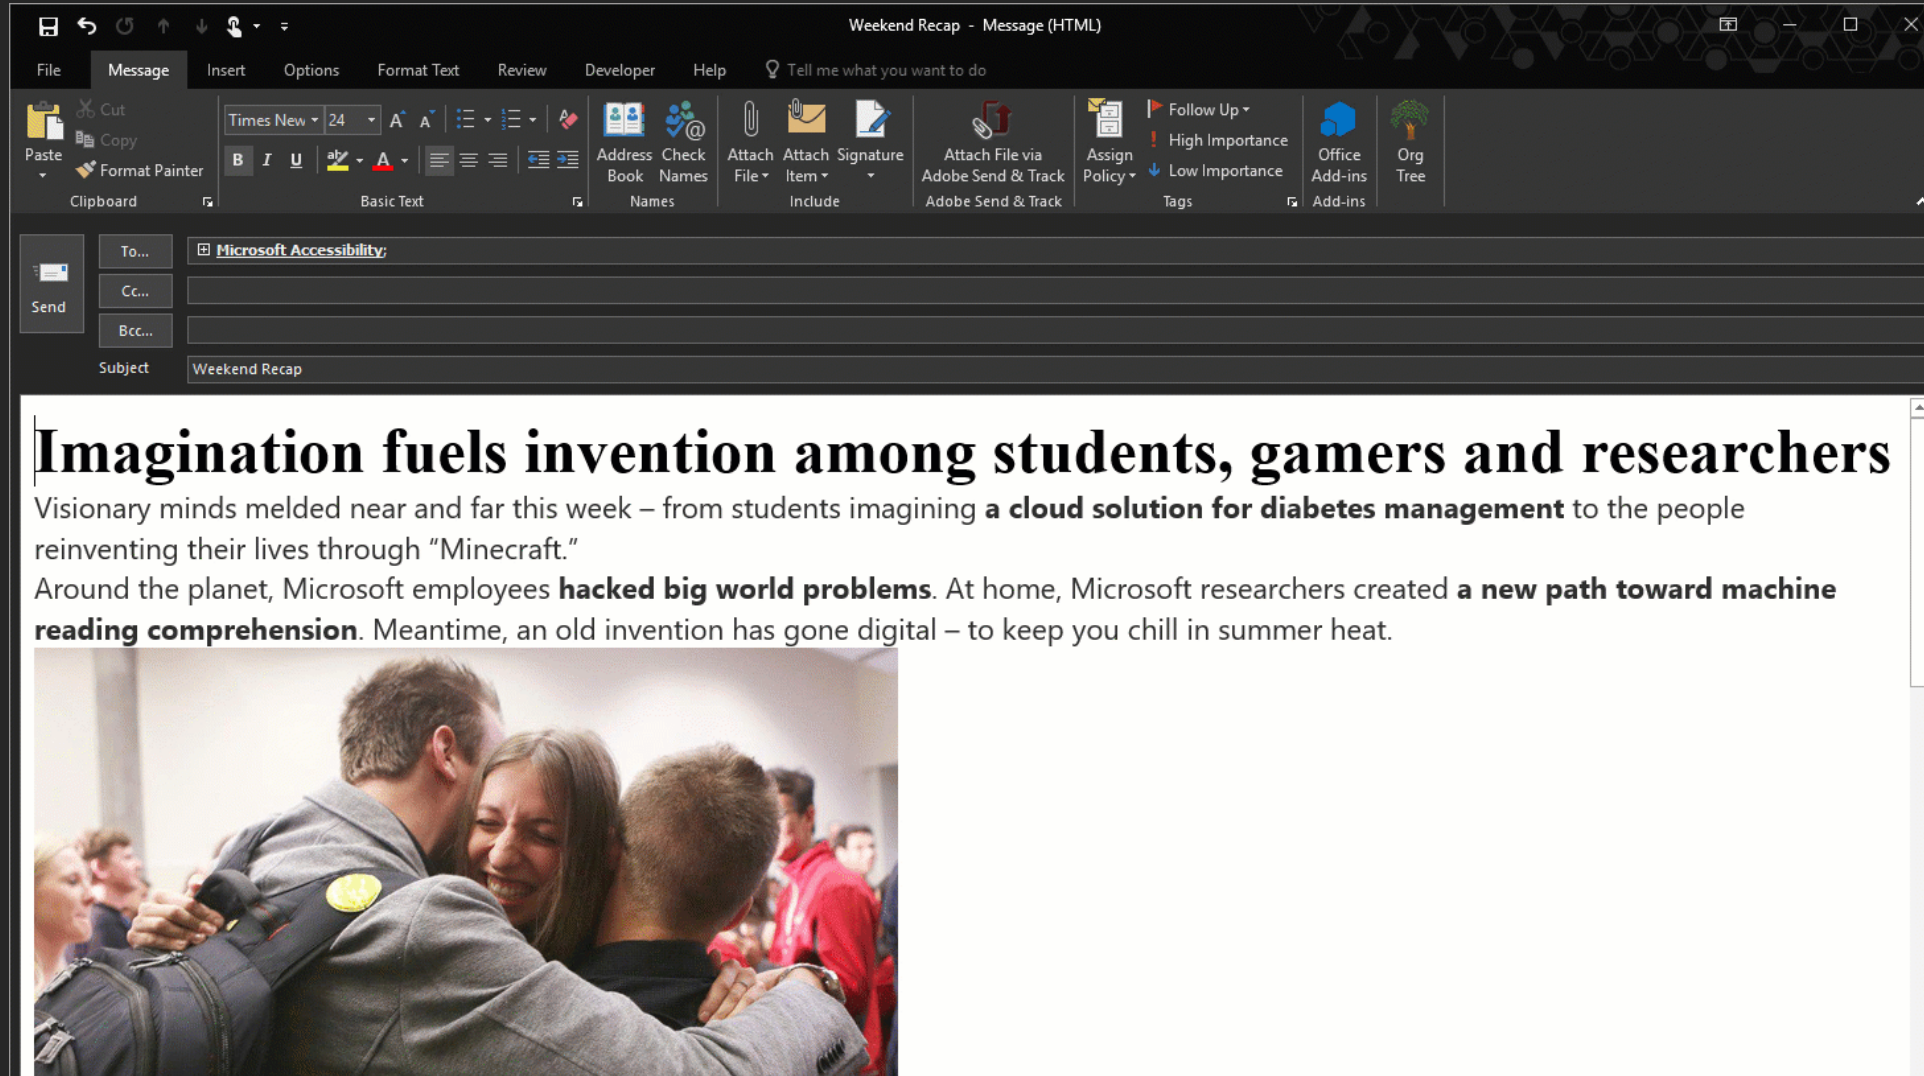 Weekend Recap - Message (HTML)
File Message Insert Options Format Text Review Developer Help Tell me what you want to do
Paste
Cut
Copy
Format Painter
Clipboard
Times New 24
B I U
Basic Text
Address Book
Check Names
Names
Attach File
Attach Item
Signature
Include
Attach File via
Adobe Send & Track
Adobe Send & Track
Assign Policy
Follow Up
High Importance
Low Importance
Tags
Office Add-ins
Add-ins
Org Tree
Send
To... Microsoft Accessibility;
Cc...
Bcc...
Subject Weekend Recap
Imagination fuels invention among students, gamers and researchers
Visionary minds melded near and far this week – from students imagining a cloud solution for diabetes management to the people
reinventing their lives through “Minecraft.”
Around the planet, Microsoft employees hacked big world problems. At home, Microsoft researchers created a new path toward machine
reading comprehension. Meantime, an old invention has gone digital – to keep you chill in summer heat.